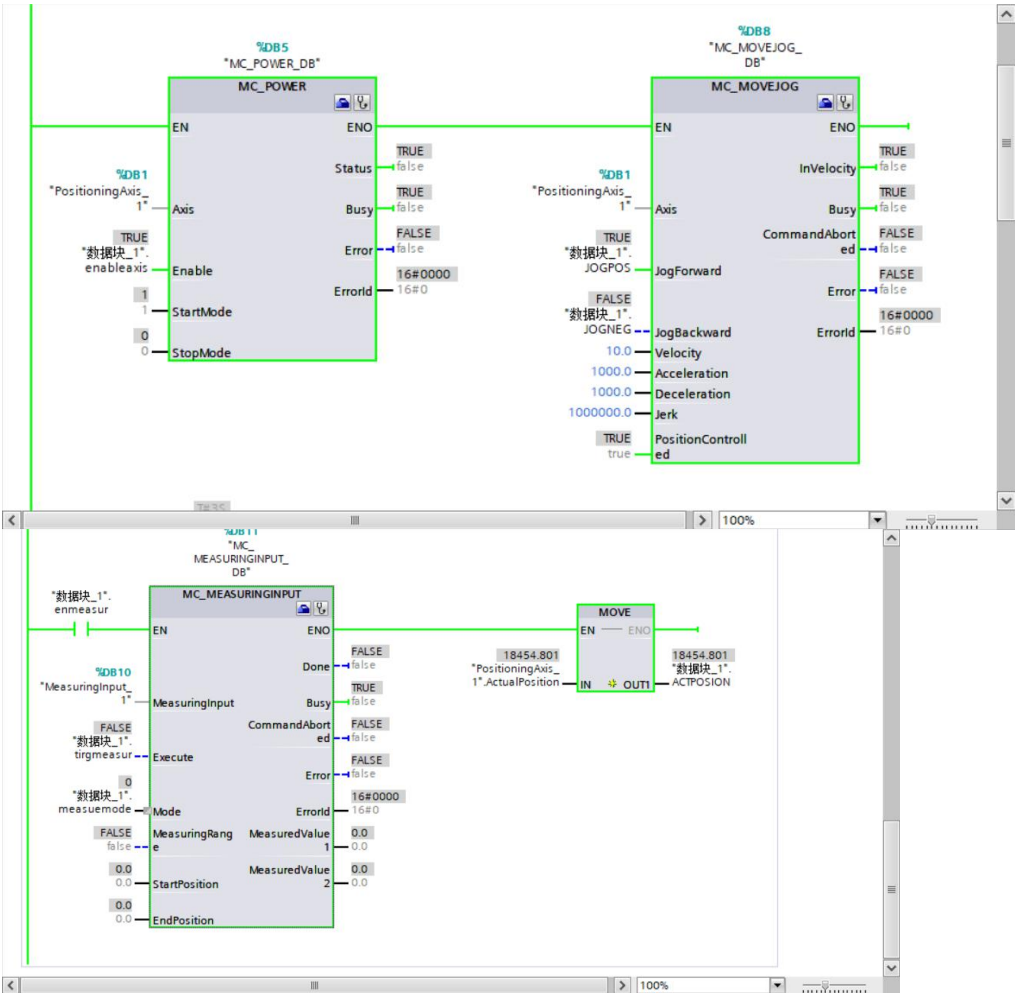 %DB5
"MC_POWER_DB"
MC_POWER
EN
ENO
TRUE
Status
false
%DB1
"PositioningAxis_
1"
Axis
TRUE
Busy
false
TRUE
"数据块_1".
enableaxis
Enable
FALSE
Error
false
16#0000
ErrorId
16#0
1
1
StartMode
0
0
StopMode
%DB8
"MC_MOVEJOG_
DB"
MC_MOVEJOG
EN
ENO
TRUE
InVelocity
false
%DB1
"PositioningAxis_
1"
Axis
TRUE
Busy
false
CommandAbort
ed
FALSE
false
TRUE
"数据块_1".
JOGPOS
JogForward
FALSE
Error
false
FALSE
"数据块_1".
JOGNEG
JogBackward
16#0000
ErrorId
16#0
10.0
Velocity
1000.0
Acceleration
1000.0
Deceleration
1000000.0
Jerk
TRUE
true
PositionControll
ed
100%
%DB11
"MC_
MEASURINGINPUT_
DB"
"数据块_1".
enmeasur
MC_MEASURINGINPUT
EN
ENO
FALSE
Done
false
%DB10
"MeasuringInput_
1"
MeasuringInput
TRUE
Busy
false
CommandAbort
ed
FALSE
false
FALSE
"数据块_1".
tirgmeasur
Execute
FALSE
Error
false
0
"数据块_1".
measuemode
Mode
16#0000
ErrorId
16#0
FALSE
false
MeasuringRang
e
MeasuredValue
1
0.0
0.0
0.0
0.0
StartPosition
MeasuredValue
2
0.0
0.0
0.0
0.0
EndPosition
MOVE
EN
ENO
18454.801
"PositioningAxis_
1".ActualPosition
IN
OUT1
18454.801
"数据块_1".
ACTPOSION
100%